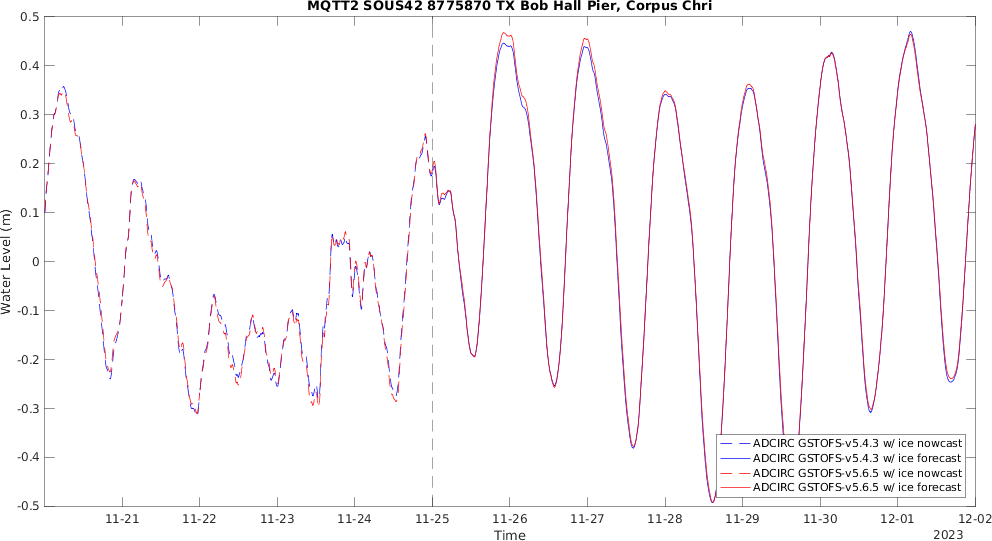 MQTT2 SOUS42 8775870 TX Bob Hall Pier, Corpus Chri
0.5
0.4
0.3
0.2
0.1
0
-0.1
-0.2
-0.3
-0.4
-0.5
Water Level (m)
ADCIRC GSTOFS-v5.4.3 w/ ice nowcast
ADCIRC GSTOFS-v5.4.3 w/ ice forecast
ADCIRC GSTOFS-v5.6.5 w/ ice nowcast
ADCIRC GSTOFS-v5.6.5 w/ ice forecast
11-21 11-22 11-23 11-24 11-25 11-26 11-27 11-28 11-29 11-30 12-01 12-02
Time
2023